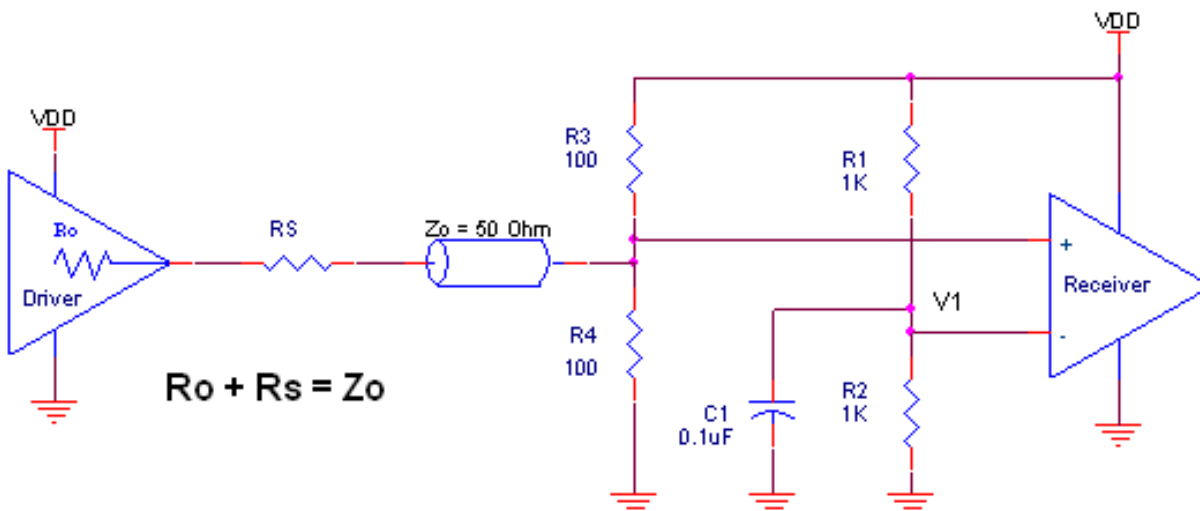 VDD
VDD
R3
100
R1
1K
Ro
Driver
RS
Zo = 50 Ohm
+
Receiver
-
V1
R4
100
Ro + Rs = Zo
C1
0.1uF
R2
1K